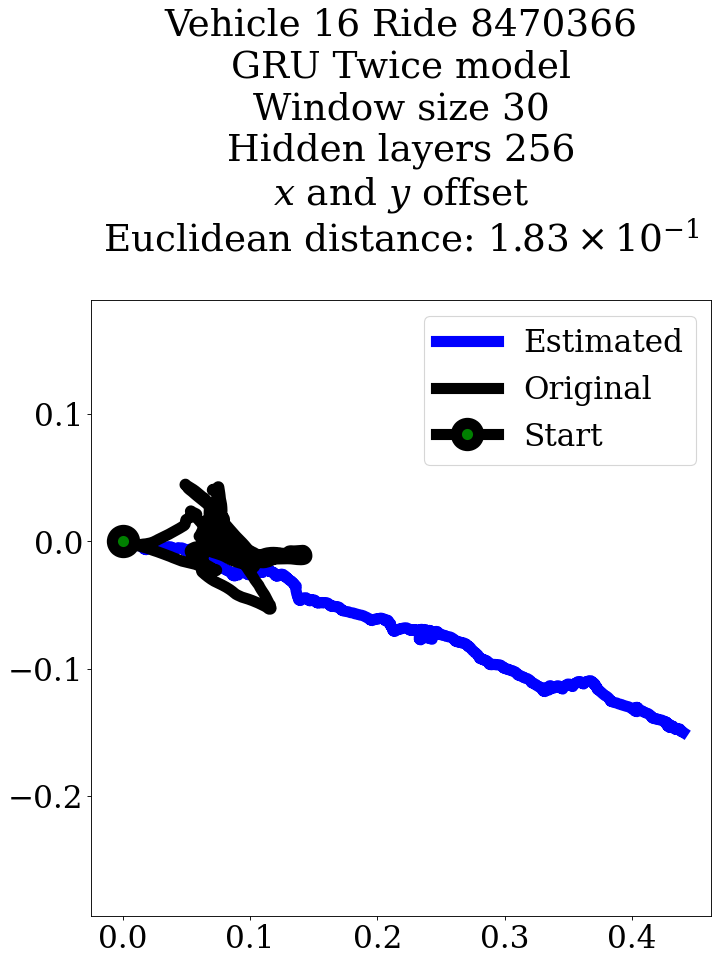 Vehicle 16 Ride 8470366
GRU Twice model
Window size 30
Hidden layers 256
x and y offset
Euclidean distance: 1.83 × 10⁻¹
Estimated
Original
Start
0.1
0.0
−0.1
−0.2
0.0 0.1 0.2 0.3 0.4